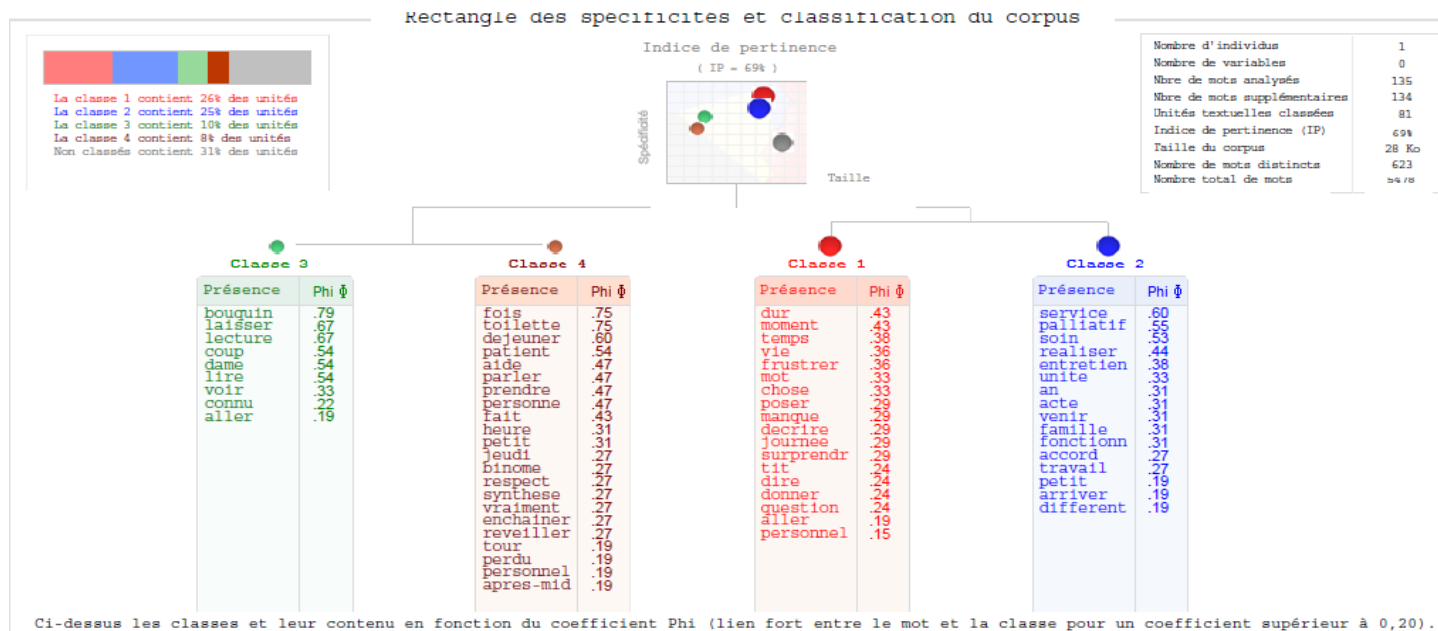 Rectangle des spécificités et classification du corpus
La classe 1 contient 26% des unités
La classe 2 contient 25% des unités
La classe 3 contient 10% des unités
La classe 4 contient 8% des unités
Non classés contient 31% des unités
Indice de pertinence
( IP = 69% )
Spécificité
Taille
Nombre d'individus 1
Nombre de variables 0
Nbre de mots analysés 135
Nbre de mots supplémentaires 134
Unités textuelles classées 81
Indice de pertinence (IP) 69%
Taille du corpus 28 Ko
Nombre de mots distincts 623
Nombre total de mots 5478
Classe 3
Présence Phi Φ
bouquin .79
laisser .67
lecture .67
coup .54
dame .54
lire .54
voir .33
connu .22
aller .19
Classe 4
Présence Phi Φ
fois .75
toilette .75
dejeuner .60
patient .54
aide .47
parler .47
prendre .47
personne .47
fait .43
heure .31
petit .31
jeudi .27
binome .27
respect .27
synthese .27
vraiment .27
enchainer .27
reveiller .27
tour .19
perdu .19
personnel .19
apres-mid .19
Classe 1
Présence Phi Φ
dur .43
moment .43
temps .38
vie .36
frustrer .36
mot .33
chose .33
poser .29
manque .29
decrire .29
journee .29
surprendr .29
tit .24
dire .24
donner .24
question .24
aller .19
personnel .15
Classe 2
Présence Phi Φ
service .60
palliatif .55
soin .53
realiser .44
entretien .38
unite .33
an .31
acte .31
venir .31
famille .31
fonctionn .31
accord .27
travail .27
petit .19
arriver .19
different .19
Ci-dessus les classes et leur contenu en fonction du coefficient Phi (lien fort entre le mot et la classe pour un coefficient supérieur à 0,20).